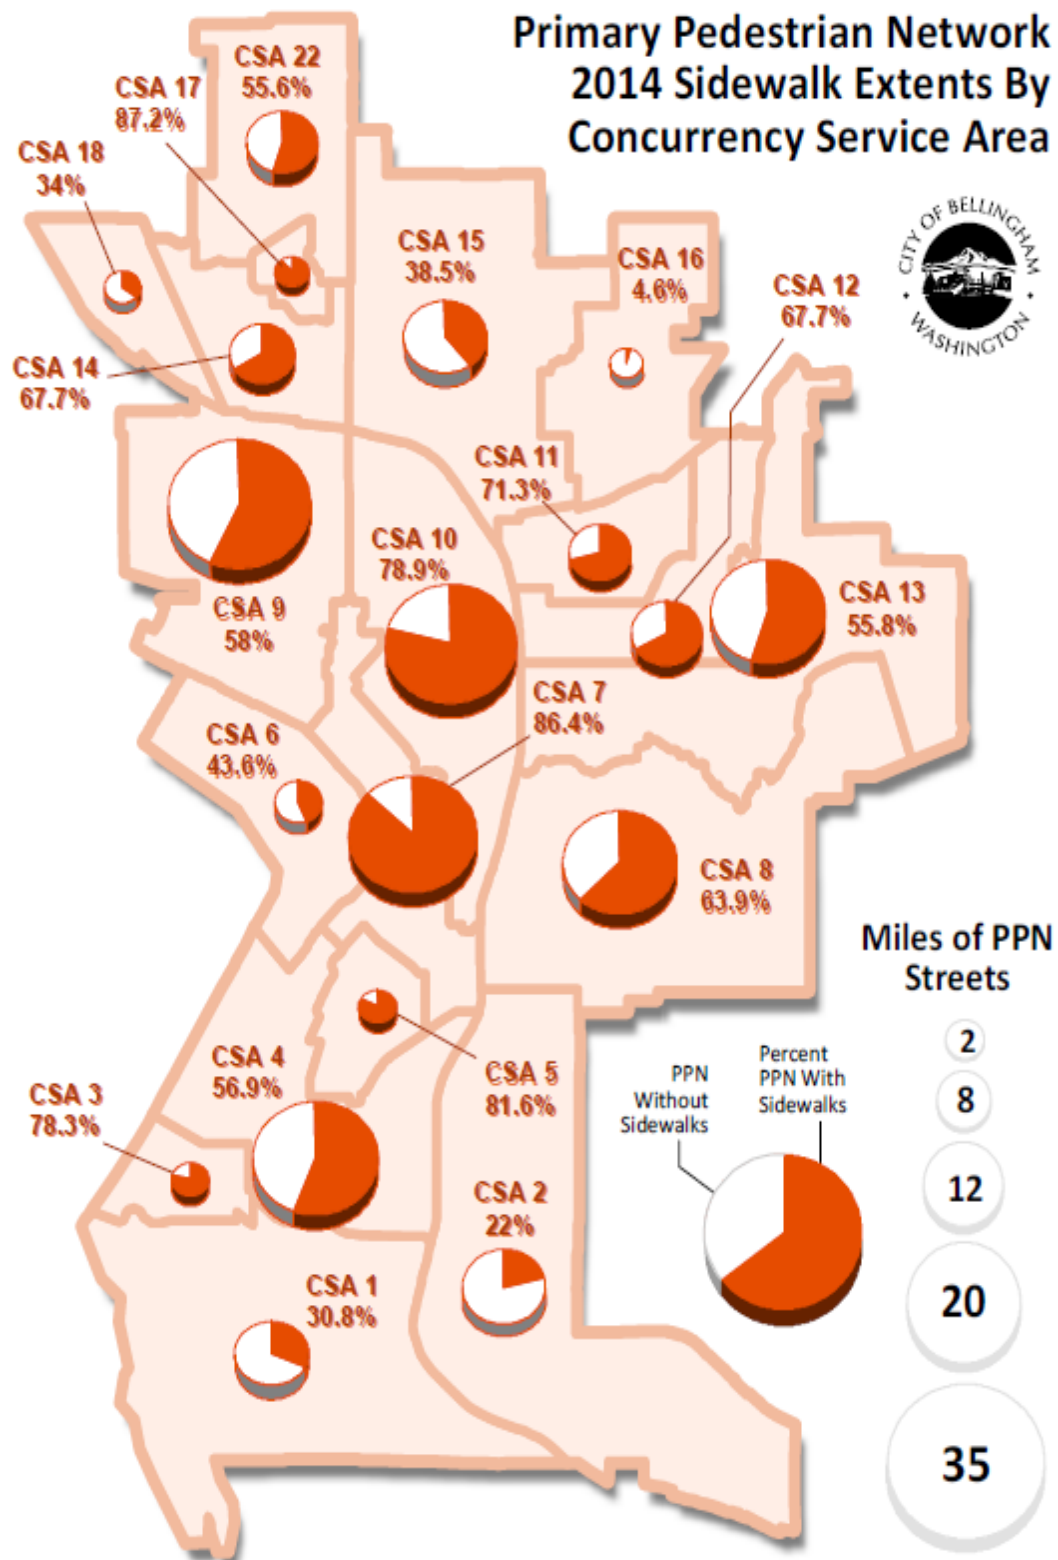 Primary Pedestrian Network
2014 Sidewalk Extents By
Concurrency Service Area
CITY OF BELLINGHAM
• WASHINGTON •
CSA 22
55.6%
CSA 17
87.2%
CSA 18
34%
CSA 15
38.5%
CSA 16
4.6%
CSA 12
67.7%
CSA 14
67.7%
CSA 11
71.3%
CSA 10
78.9%
CSA 9
58%
CSA 13
55.8%
CSA 7
86.4%
CSA 6
43.6%
CSA 8
63.9%
CSA 4
56.9%
CSA 5
81.6%
CSA 3
78.3%
CSA 2
22%
CSA 1
30.8%
Miles of PPN
Streets
PPN
Without
Sidewalks
Percent
PPN With
Sidewalks
2
8
12
20
35